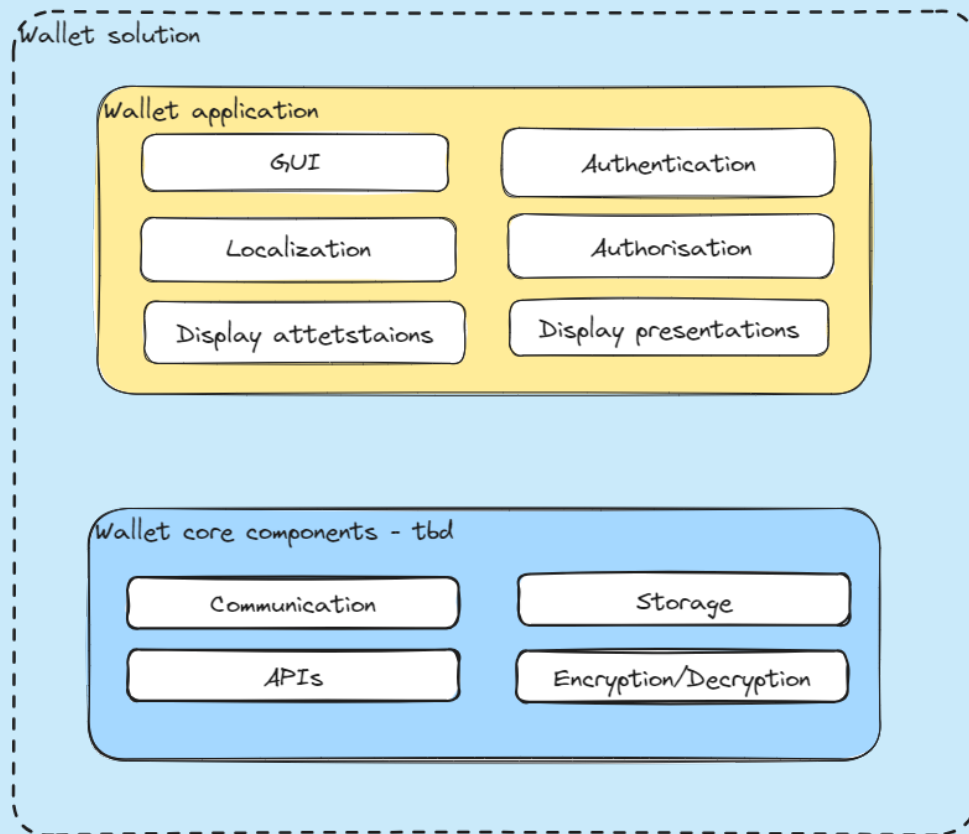 Wallet solution
Wallet application
GUI
Authentication
Localization
Authorisation
Display attetstaions
Display presentations
Wallet core components - tbd
Communication
Storage
APIs
Encryption/Decryption